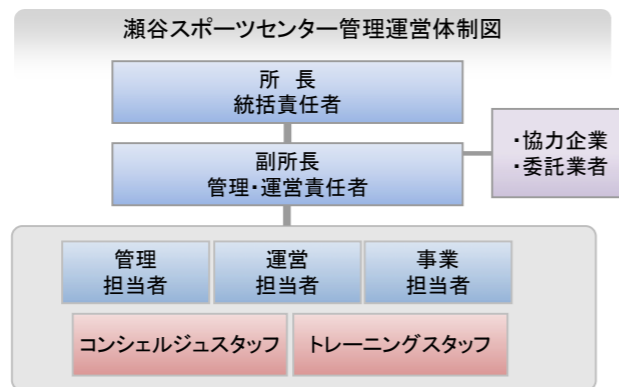 瀬谷スポーツセンター管理運営体制図
所　長
統括責任者
副所長
管理・運営責任者
・協力企業
・委託業者
管理
担当者
運営
担当者
事業
担当者
コンシェルジュスタッフ
トレーニングスタッフ